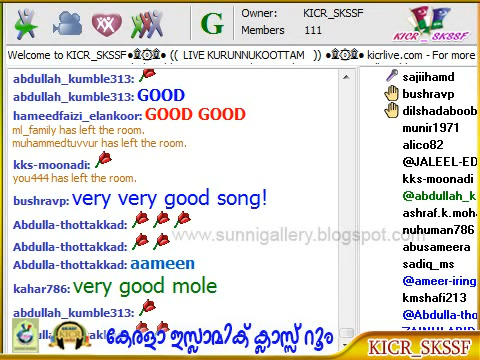 Owner: KICR_SKSSF
Members 111
G
KICR_SKSSF
Welcome to KICR_SKSSF●۩۞۩● (( LIVE KURUNNUKOOTTAM )) ●۩۞۩● kicrlive.com - For more
abdullah_kumble313:
abdullah_kumble313: GOOD
hameedfaizi_elankoor: GOOD GOOD
ml_family has left the room.
muhammedtuvvur has left the room.
kks-moonadi:
you444 has left the room.
bushravp: very very good song!
Abdulla-thottakkad:
Abdulla-thottakkad:
Abdulla-thottakkad: aameen
kahar786: very good mole
abdullah_kumble313:
www.sunnigallery.blogspot.com
sajiihamd
bushravp
dilshadaboob
munir1971
alico82
@JALEEL-ED
kks-moonadi
@abdullah_k
ashraf.k.moha
nuhuman786
abusameera
sadiq_ms
@ameer-iring
kmshafi213
@Abdulla-tho
KICR
കേരളാ ഇസ്ലാമിക് ക്ലാസ്സ് റൂം
KICR_SKSSF